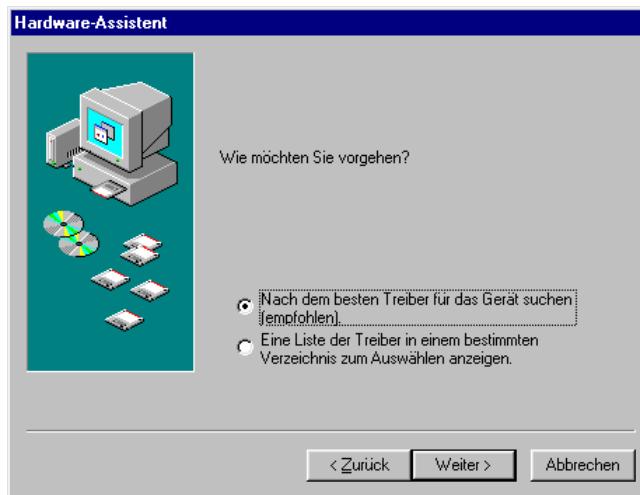 Hardware-Assistent
Wie möchten Sie vorgehen?
Nach dem besten Treiber für das Gerät suchen
(empfohlen).
Eine Liste der Treiber in einem bestimmten
Verzeichnis zum Auswählen anzeigen.
< Zurück
Weiter >
Abbrechen